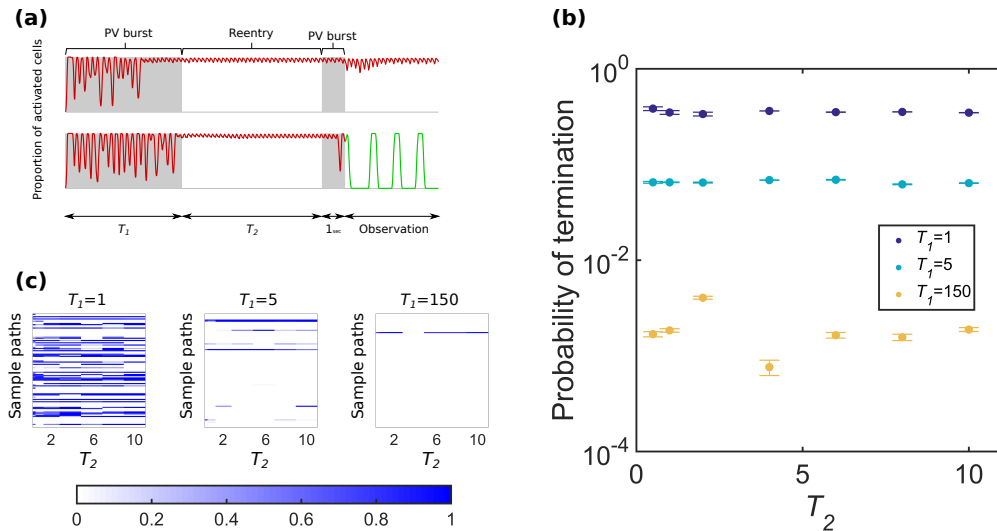 (a)
PV burst Reentry PV burst
Proportion of activated cells
T1 T2 1sec Observation
(b)
Probability of termination
10^0
10^-2
10^-4
T1=1
T1=5
T1=150
0 5 10
T2
(c)
T1=1 T1=5 T1=150
Sample paths Sample paths Sample paths
2 6 10 2 6 10 2 6 10
T2 T2 T2
0 0.2 0.4 0.6 0.8 1